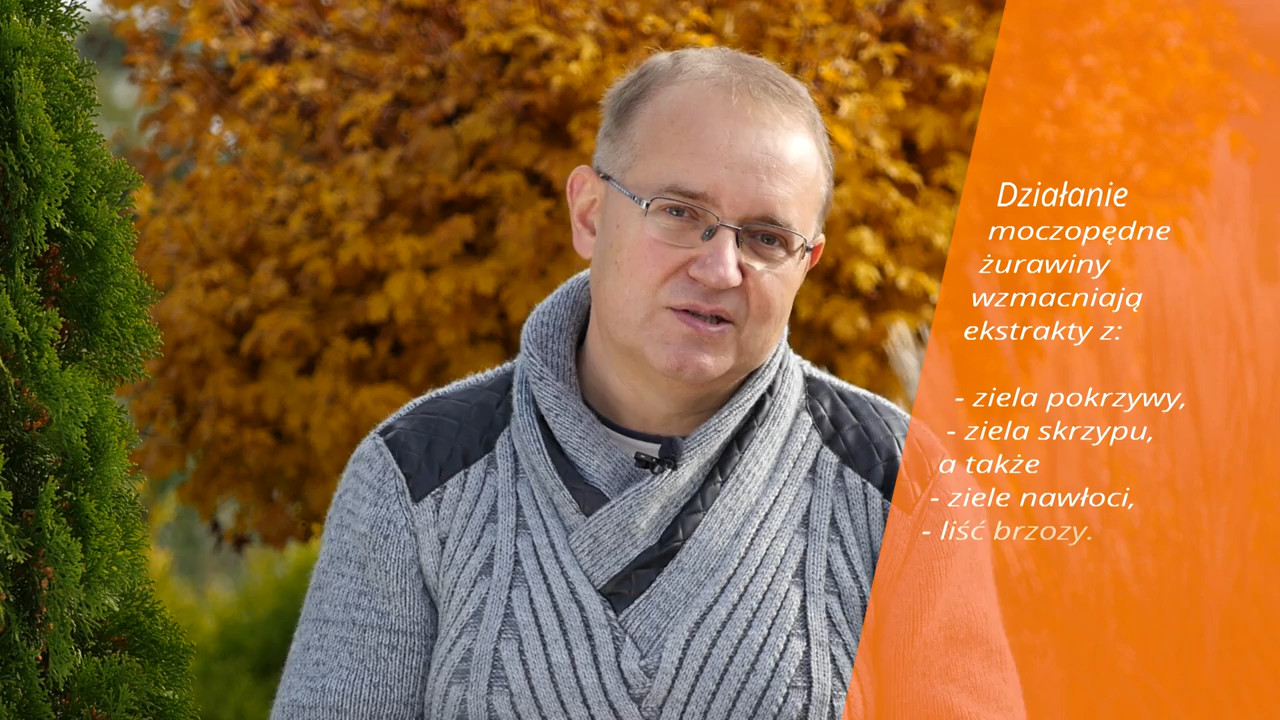 Działanie
moczopędne
żurawiny
wzmacniają
ekstrakty z:
- ziela pokrzywy,
- ziela skrzypu,
a także
- ziele nawłoci,
- liść brzozy.